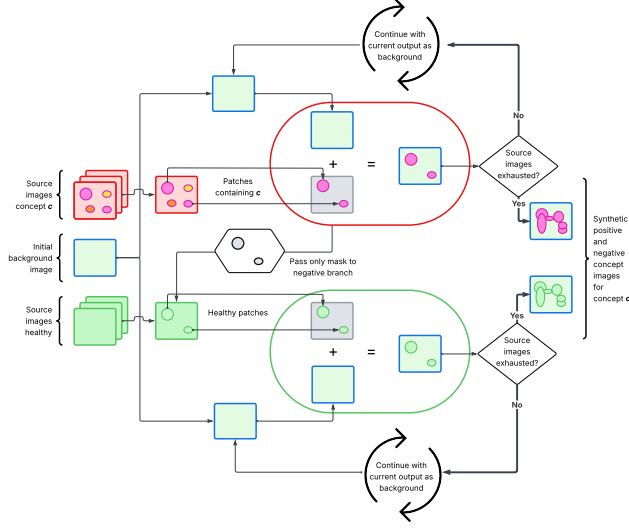 Continue with
current output as
background
No
Source
images
exhausted?
Yes
Source
images
concept c
Patches
containing c
+
=
Synthetic
positive
and
negative
concept
images
for
concept c
Initial
background
image
Pass only mask to
negative branch
Source
images
healthy
Healthy patches
+
=
Yes
Source
images
exhausted?
No
Continue with
current output as
background